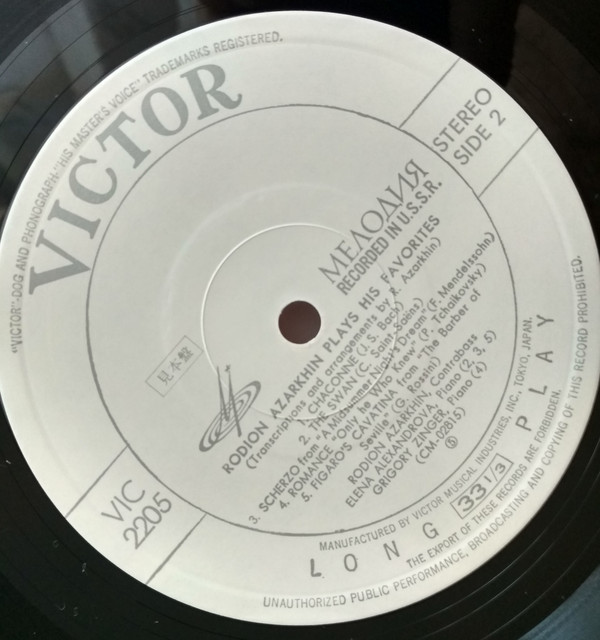 "VICTOR"-DOG AND PHONOGRAPH-"HIS MASTER'S VOICE" TRADEMARKS REGISTERED.
VICTOR
STEREO
SIDE 2
МЕЛОДИЯ
RECORDED IN U.S.S.R.
見本盤
RODION AZARKHIN PLAYS HIS FAVORITES
(Transcriptions and arrangements by R. Azarkhin)
1. CHACONNE (J. S. Bach)
2. THE SWAN (C. Saint-Saëns)
3. SCHERZO from "A Midsummer-Night's Dream" (F. Mendelssohn)
4. ROMANCE "Only he Who Knew" (P. Tchaikovsky)
5. FIGARO'S CAVATINA from "The Barber of
Seville" (G. Rossini)
RODION AZARKHIN, Contrabass
ELENA ALEXANDROVA, Piano (2, 3, 5)
GRIGORY ZINGER, Piano (4)
(CM-02815)
VIC
2205
LONG 33 1/3 PLAY
MANUFACTURED BY VICTOR MUSICAL INDUSTRIES, INC., TOKYO, JAPAN.
THE EXPORT OF THESE RECORDS ARE FORBIDDEN.
UNAUTHORIZED PUBLIC PERFORMANCE, BROADCASTING AND COPYING OF THIS RECORD PROHIBITED.